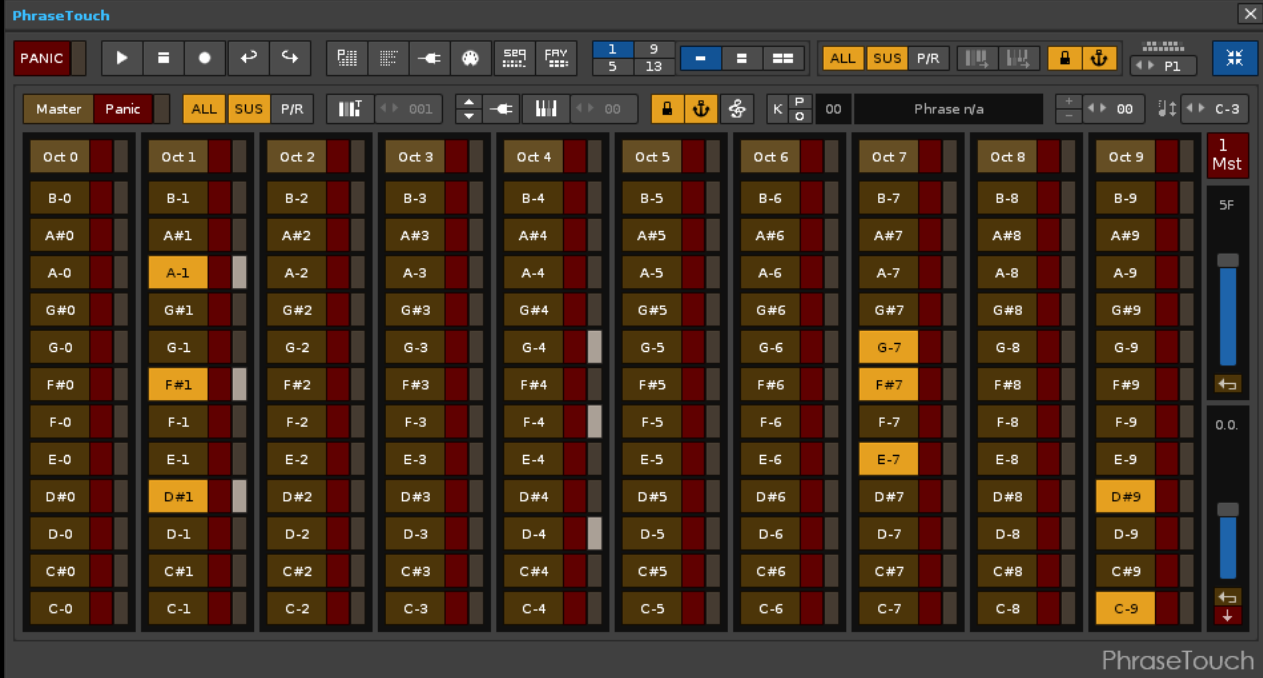 PhraseTouch
PANIC SEQ FAV 1 9 5 13 ALL SUS P/R P1
Master Panic ALL SUS P/R T 001 00 K P O 00 Phrase n/a + - 00 C-3
Oct 0 Oct 1 Oct 2 Oct 3 Oct 4 Oct 5 Oct 6 Oct 7 Oct 8 Oct 9 1 Mst
B-0 B-1 B-2 B-3 B-4 B-5 B-6 B-7 B-8 B-9 5F
A#0 A#1 A#2 A#3 A#4 A#5 A#6 A#7 A#8 A#9
A-0 A-1 A-2 A-3 A-4 A-5 A-6 A-7 A-8 A-9
G#0 G#1 G#2 G#3 G#4 G#5 G#6 G#7 G#8 G#9
G-0 G-1 G-2 G-3 G-4 G-5 G-6 G-7 G-8 G-9
F#0 F#1 F#2 F#3 F#4 F#5 F#6 F#7 F#8 F#9
F-0 F-1 F-2 F-3 F-4 F-5 F-6 F-7 F-8 F-9 0.0.
E-0 E-1 E-2 E-3 E-4 E-5 E-6 E-7 E-8 E-9
D#0 D#1 D#2 D#3 D#4 D#5 D#6 D#7 D#8 D#9
D-0 D-1 D-2 D-3 D-4 D-5 D-6 D-7 D-8 D-9
C#0 C#1 C#2 C#3 C#4 C#5 C#6 C#7 C#8 C#9
C-0 C-1 C-2 C-3 C-4 C-5 C-6 C-7 C-8 C-9
PhraseTouch